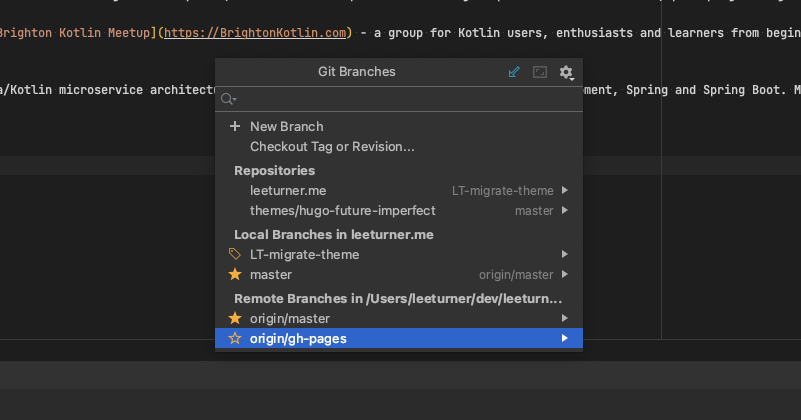 Brighton Kotlin Meetup](https://BrightonKotlin.com) - a group for Kotlin users, enthusiasts and learners from begin
Git Branches
a/Kotlin microservice architectu
ment, Spring and Spring Boot. M
New Branch
Checkout Tag or Revision...
Repositories
leeturner.me LT-migrate-theme
themes/hugo-future-imperfect master
Local Branches in leeturner.me
LT-migrate-theme
master origin/master
Remote Branches in /Users/leeturner/dev/leeturn...
origin/master
origin/gh-pages